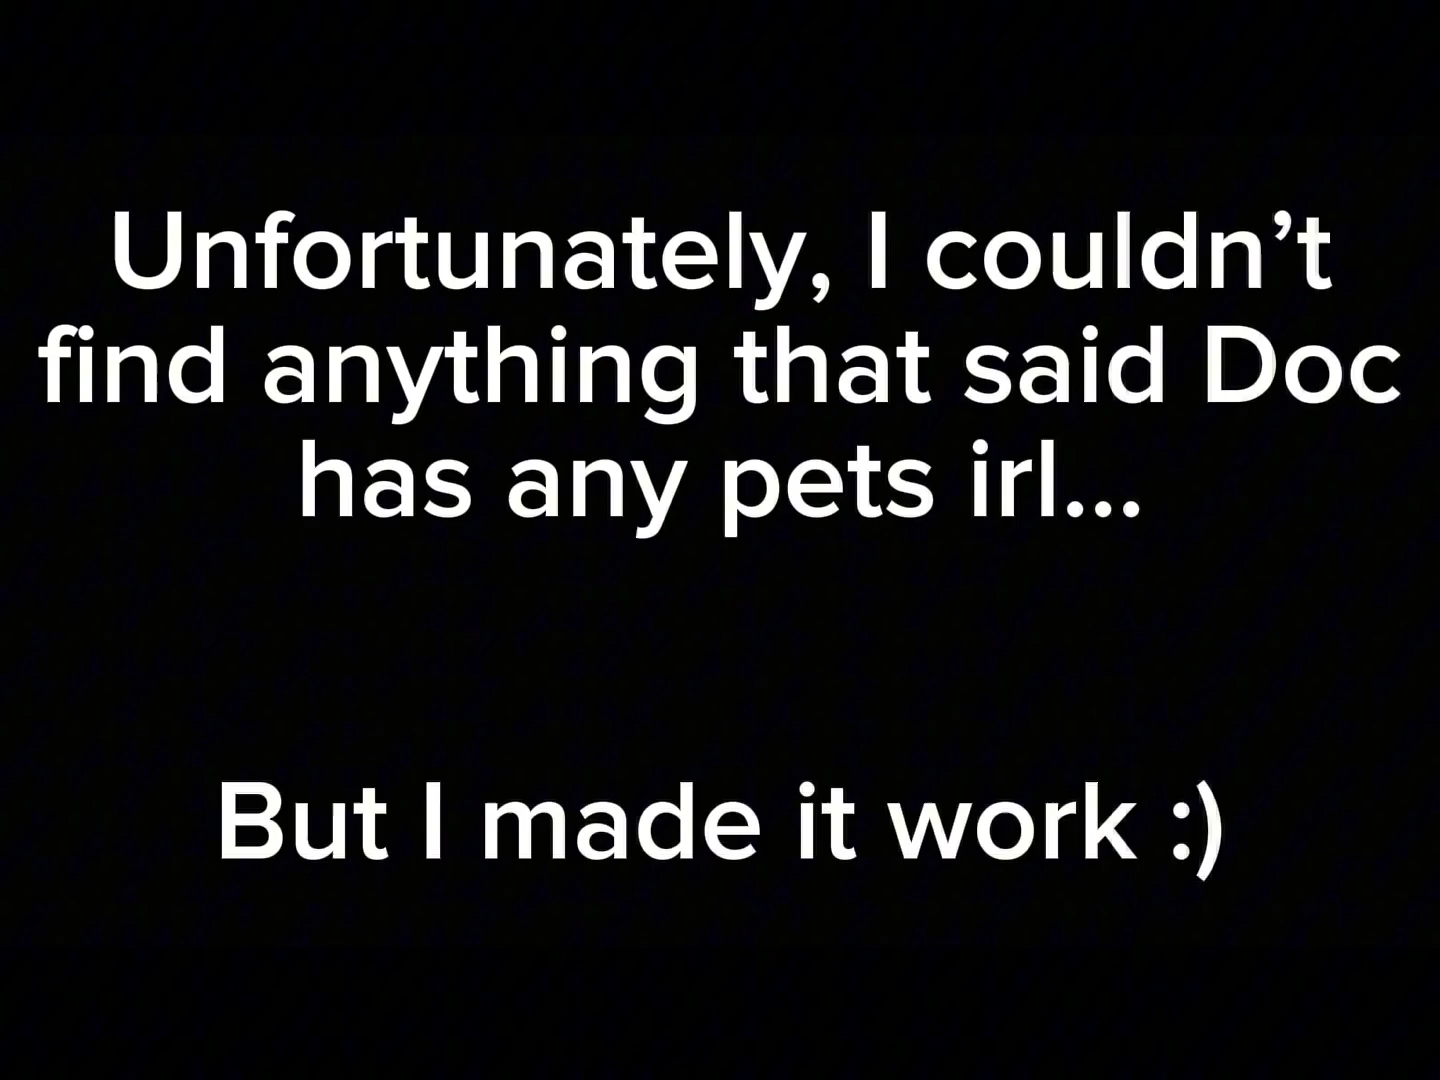 Unfortunately, I couldn’t
find anything that said Doc
has any pets irl...
But I made it work :)